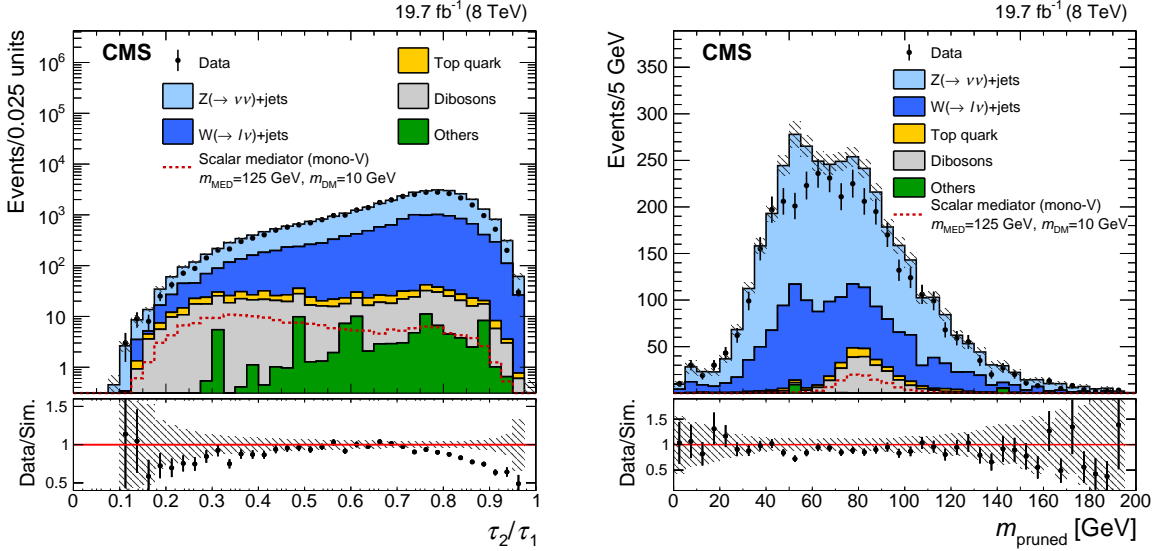 19.7 fb⁻¹ (8 TeV)
CMS
Data
Z(→ νν)+jets
W(→ lν)+jets
Top quark
Dibosons
Others
Scalar mediator (mono-V)
m_MED=125 GeV, m_DM=10 GeV
Events/0.025 units
10⁶
10⁵
10⁴
10³
10²
10
1
Data/Sim.
1.5
1
0.5
0 0.1 0.2 0.3 0.4 0.5 0.6 0.7 0.8 0.9 1
τ₂/τ₁
19.7 fb⁻¹ (8 TeV)
CMS
Data
Z(→ νν)+jets
W(→ lν)+jets
Top quark
Dibosons
Others
Scalar mediator (mono-V)
m_MED=125 GeV, m_DM=10 GeV
Events/5 GeV
350
300
250
200
150
100
50
Data/Sim.
1.5
1
0.5
0 20 40 60 80 100 120 140 160 180 200
m_pruned [GeV]